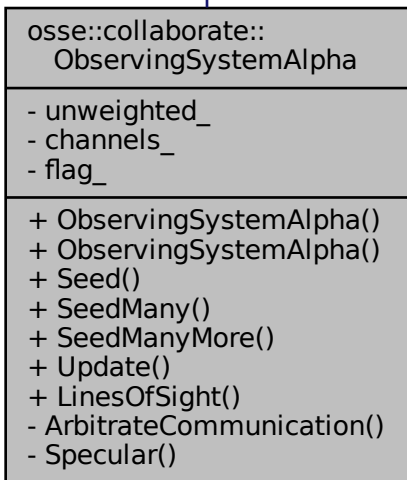 osse::collaborate::
ObservingSystemAlpha
- unweighted_
- channels_
- flag_
+ ObservingSystemAlpha()
+ ObservingSystemAlpha()
+ Seed()
+ SeedMany()
+ SeedManyMore()
+ Update()
+ LinesOfSight()
- ArbitrateCommunication()
- Specular()